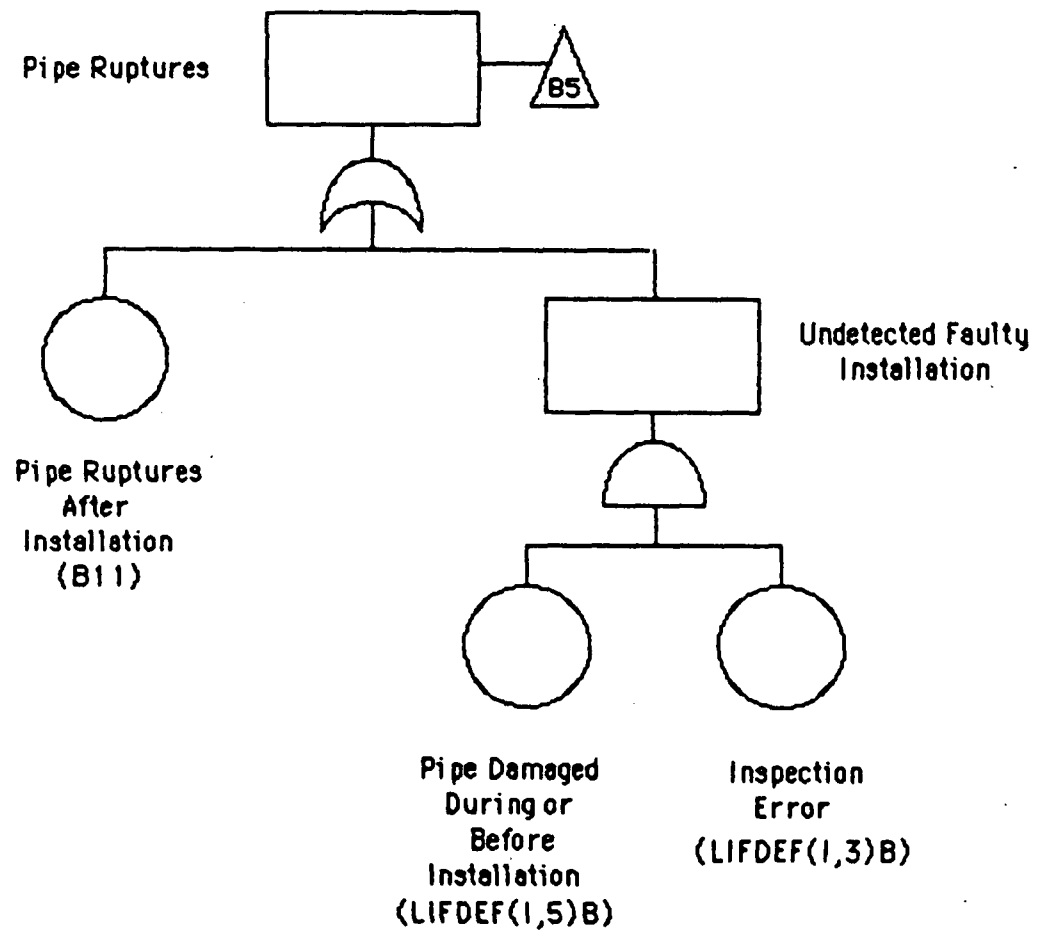 Pipe Ruptures
B5
Undetected Faulty
Installation
Pipe Ruptures
After
Installation
(B11)
Pipe Damaged
During or
Before
Installation
(LIFDEF(1,5)B)
Inspection
Error
(LIFDEF(1,3)B)